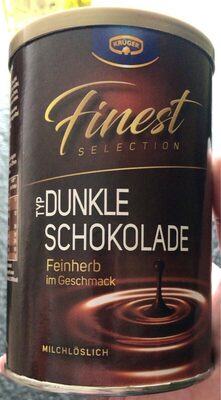 KRÜGER
Finest
SELECTION
TYP DUNKLE
SCHOKOLADE
Feinherb
im Geschmack
MILCHLÖSLICH